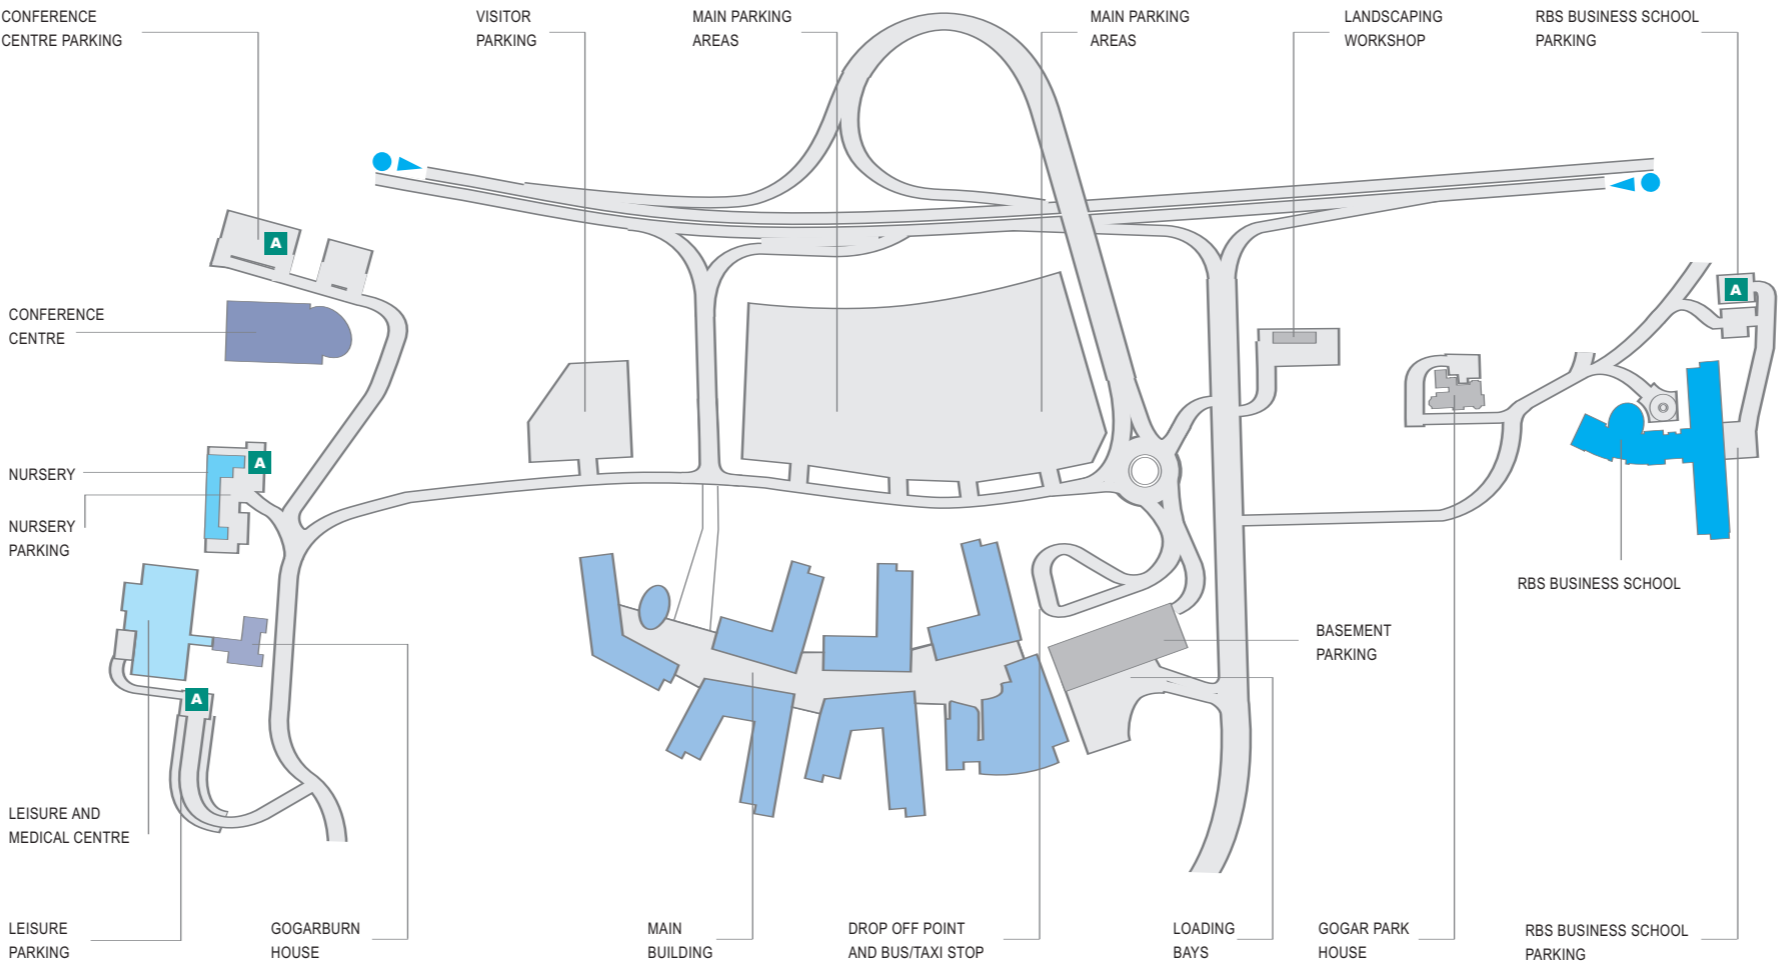 CONFERENCE
CENTRE PARKING
VISITOR
PARKING
MAIN PARKING
AREAS
MAIN PARKING
AREAS
LANDSCAPING
WORKSHOP
RBS BUSINESS SCHOOL
PARKING
A
A
CONFERENCE
CENTRE
A
NURSERY
NURSERY
PARKING
RBS BUSINESS SCHOOL
BASEMENT
PARKING
A
LEISURE AND
MEDICAL CENTRE
LEISURE
PARKING
GOGARBURN
HOUSE
MAIN
BUILDING
DROP OFF POINT
AND BUS/TAXI STOP
LOADING
BAYS
GOGAR PARK
HOUSE
RBS BUSINESS SCHOOL
PARKING